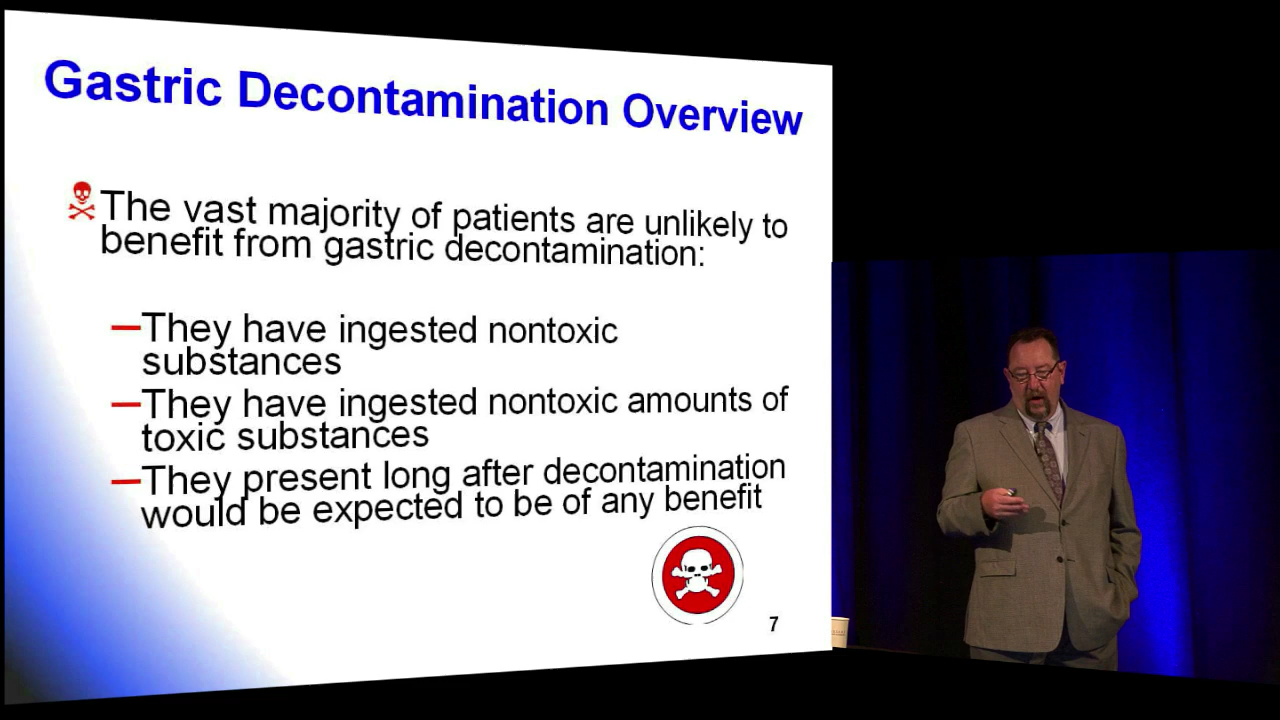 Gastric Decontamination Overview
The vast majority of patients are unlikely to
benefit from gastric decontamination:
—They have ingested nontoxic
substances
—They have ingested nontoxic amounts of
toxic substances
—They present long after decontamination
would be expected to be of any benefit
7